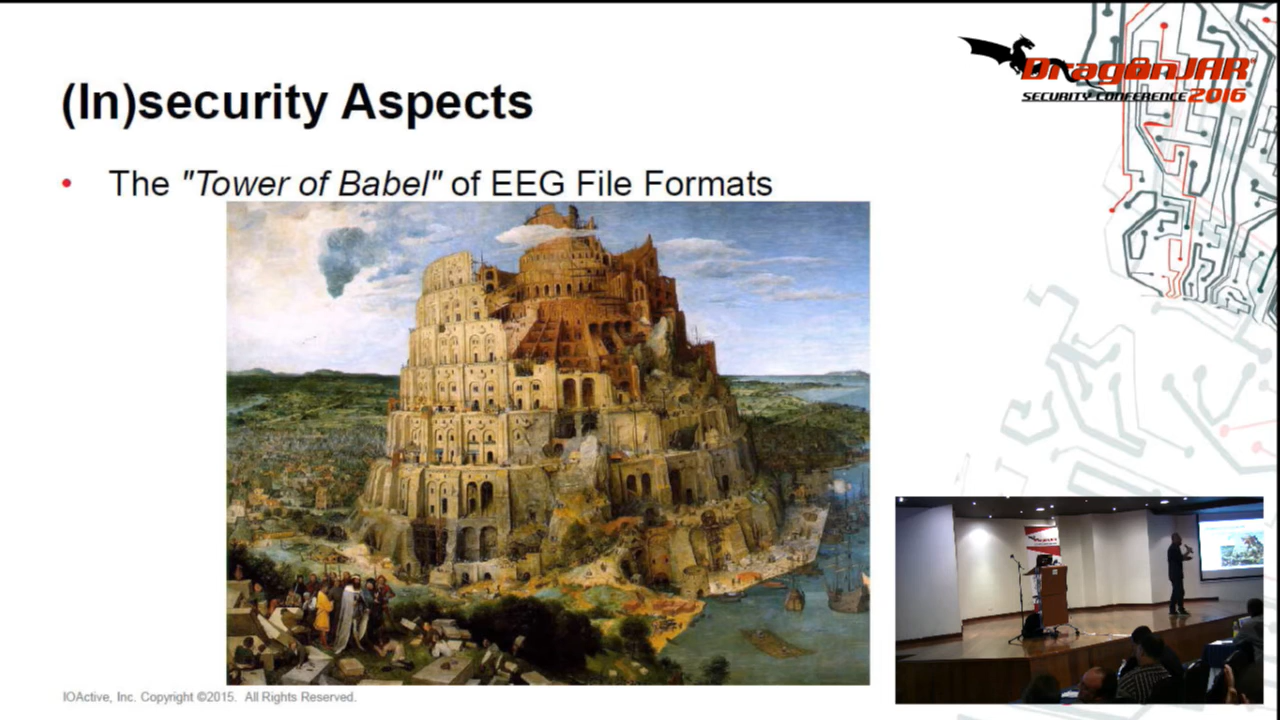 DragonJAR
SECURITY CONFERENCE 2016
(In)security Aspects
• The "Tower of Babel" of EEG File Formats
IOActive, Inc. Copyright ©2015. All Rights Reserved.